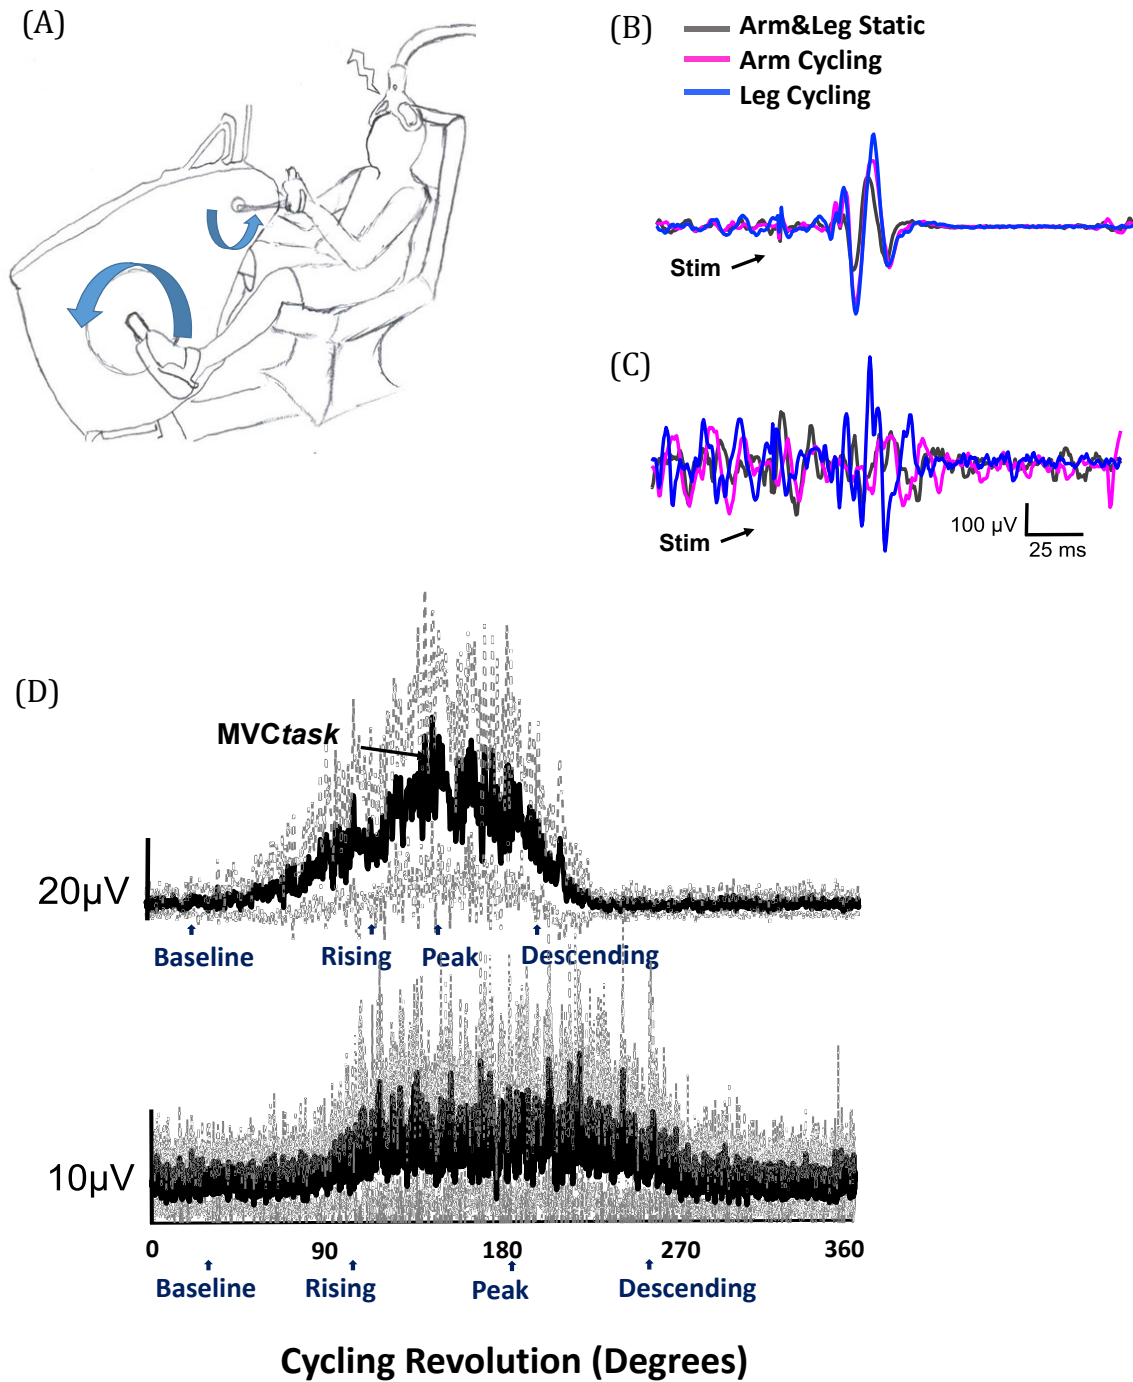 (A)
(B)
Arm&Leg Static
Arm Cycling
Leg Cycling
Stim
(C)
Stim
100 µV
25 ms
(D)
MVCtask
20µV
Baseline
Rising
Peak
Descending
10µV
0
90
180
270
360
Baseline
Rising
Peak
Descending
Cycling Revolution (Degrees)